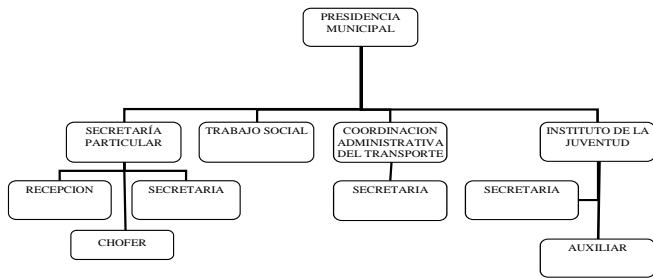 PRESIDENCIA
MUNICIPAL
SECRETARÍA
PARTICULAR
TRABAJO SOCIAL
COORDINACION
ADMINISTRATIVA
DEL TRANSPORTE
INSTITUTO DE LA
JUVENTUD
RECEPCION
SECRETARIA
SECRETARIA
SECRETARIA
CHOFER
AUXILIAR